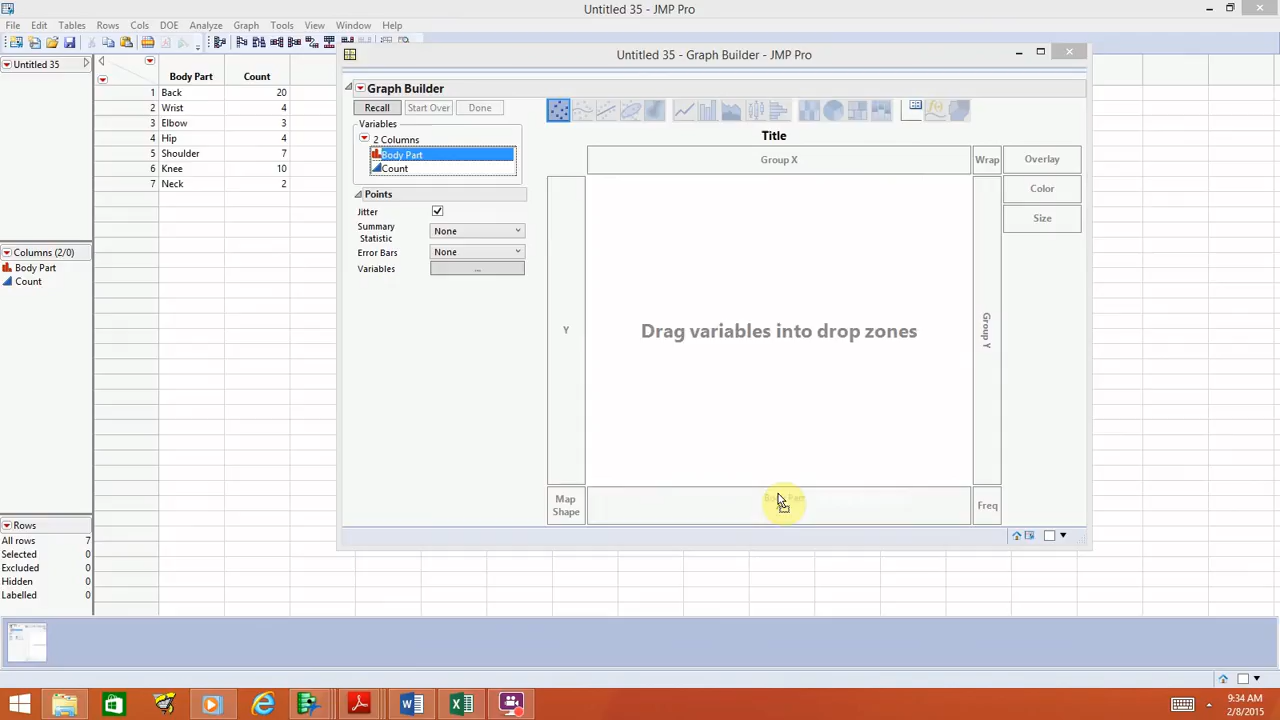 Untitled 35 - JMP Pro
File Edit Tables Rows Cols DOE Analyze Graph Tools View Window Help
Untitled 35
Body Part Count
1 Back 20
2 Wrist 4
3 Elbow 3
4 Hip 4
5 Shoulder 7
6 Knee 10
7 Neck 2
Columns (2/0)
Body Part
Count
Rows
All rows 7
Selected 0
Excluded 0
Hidden 0
Labelled 0
Untitled 35 - Graph Builder - JMP Pro
Graph Builder
Recall Start Over Done
Variables
2 Columns
Body Part
Count
Points
Jitter
Summary Statistic None
Error Bars None
Variables ...
Title
Group X Wrap Overlay
Color
Size
Y
Drag variables into drop zones
Group Y
Map Shape
Body Part
Freq
9:34 AM
2/8/2015